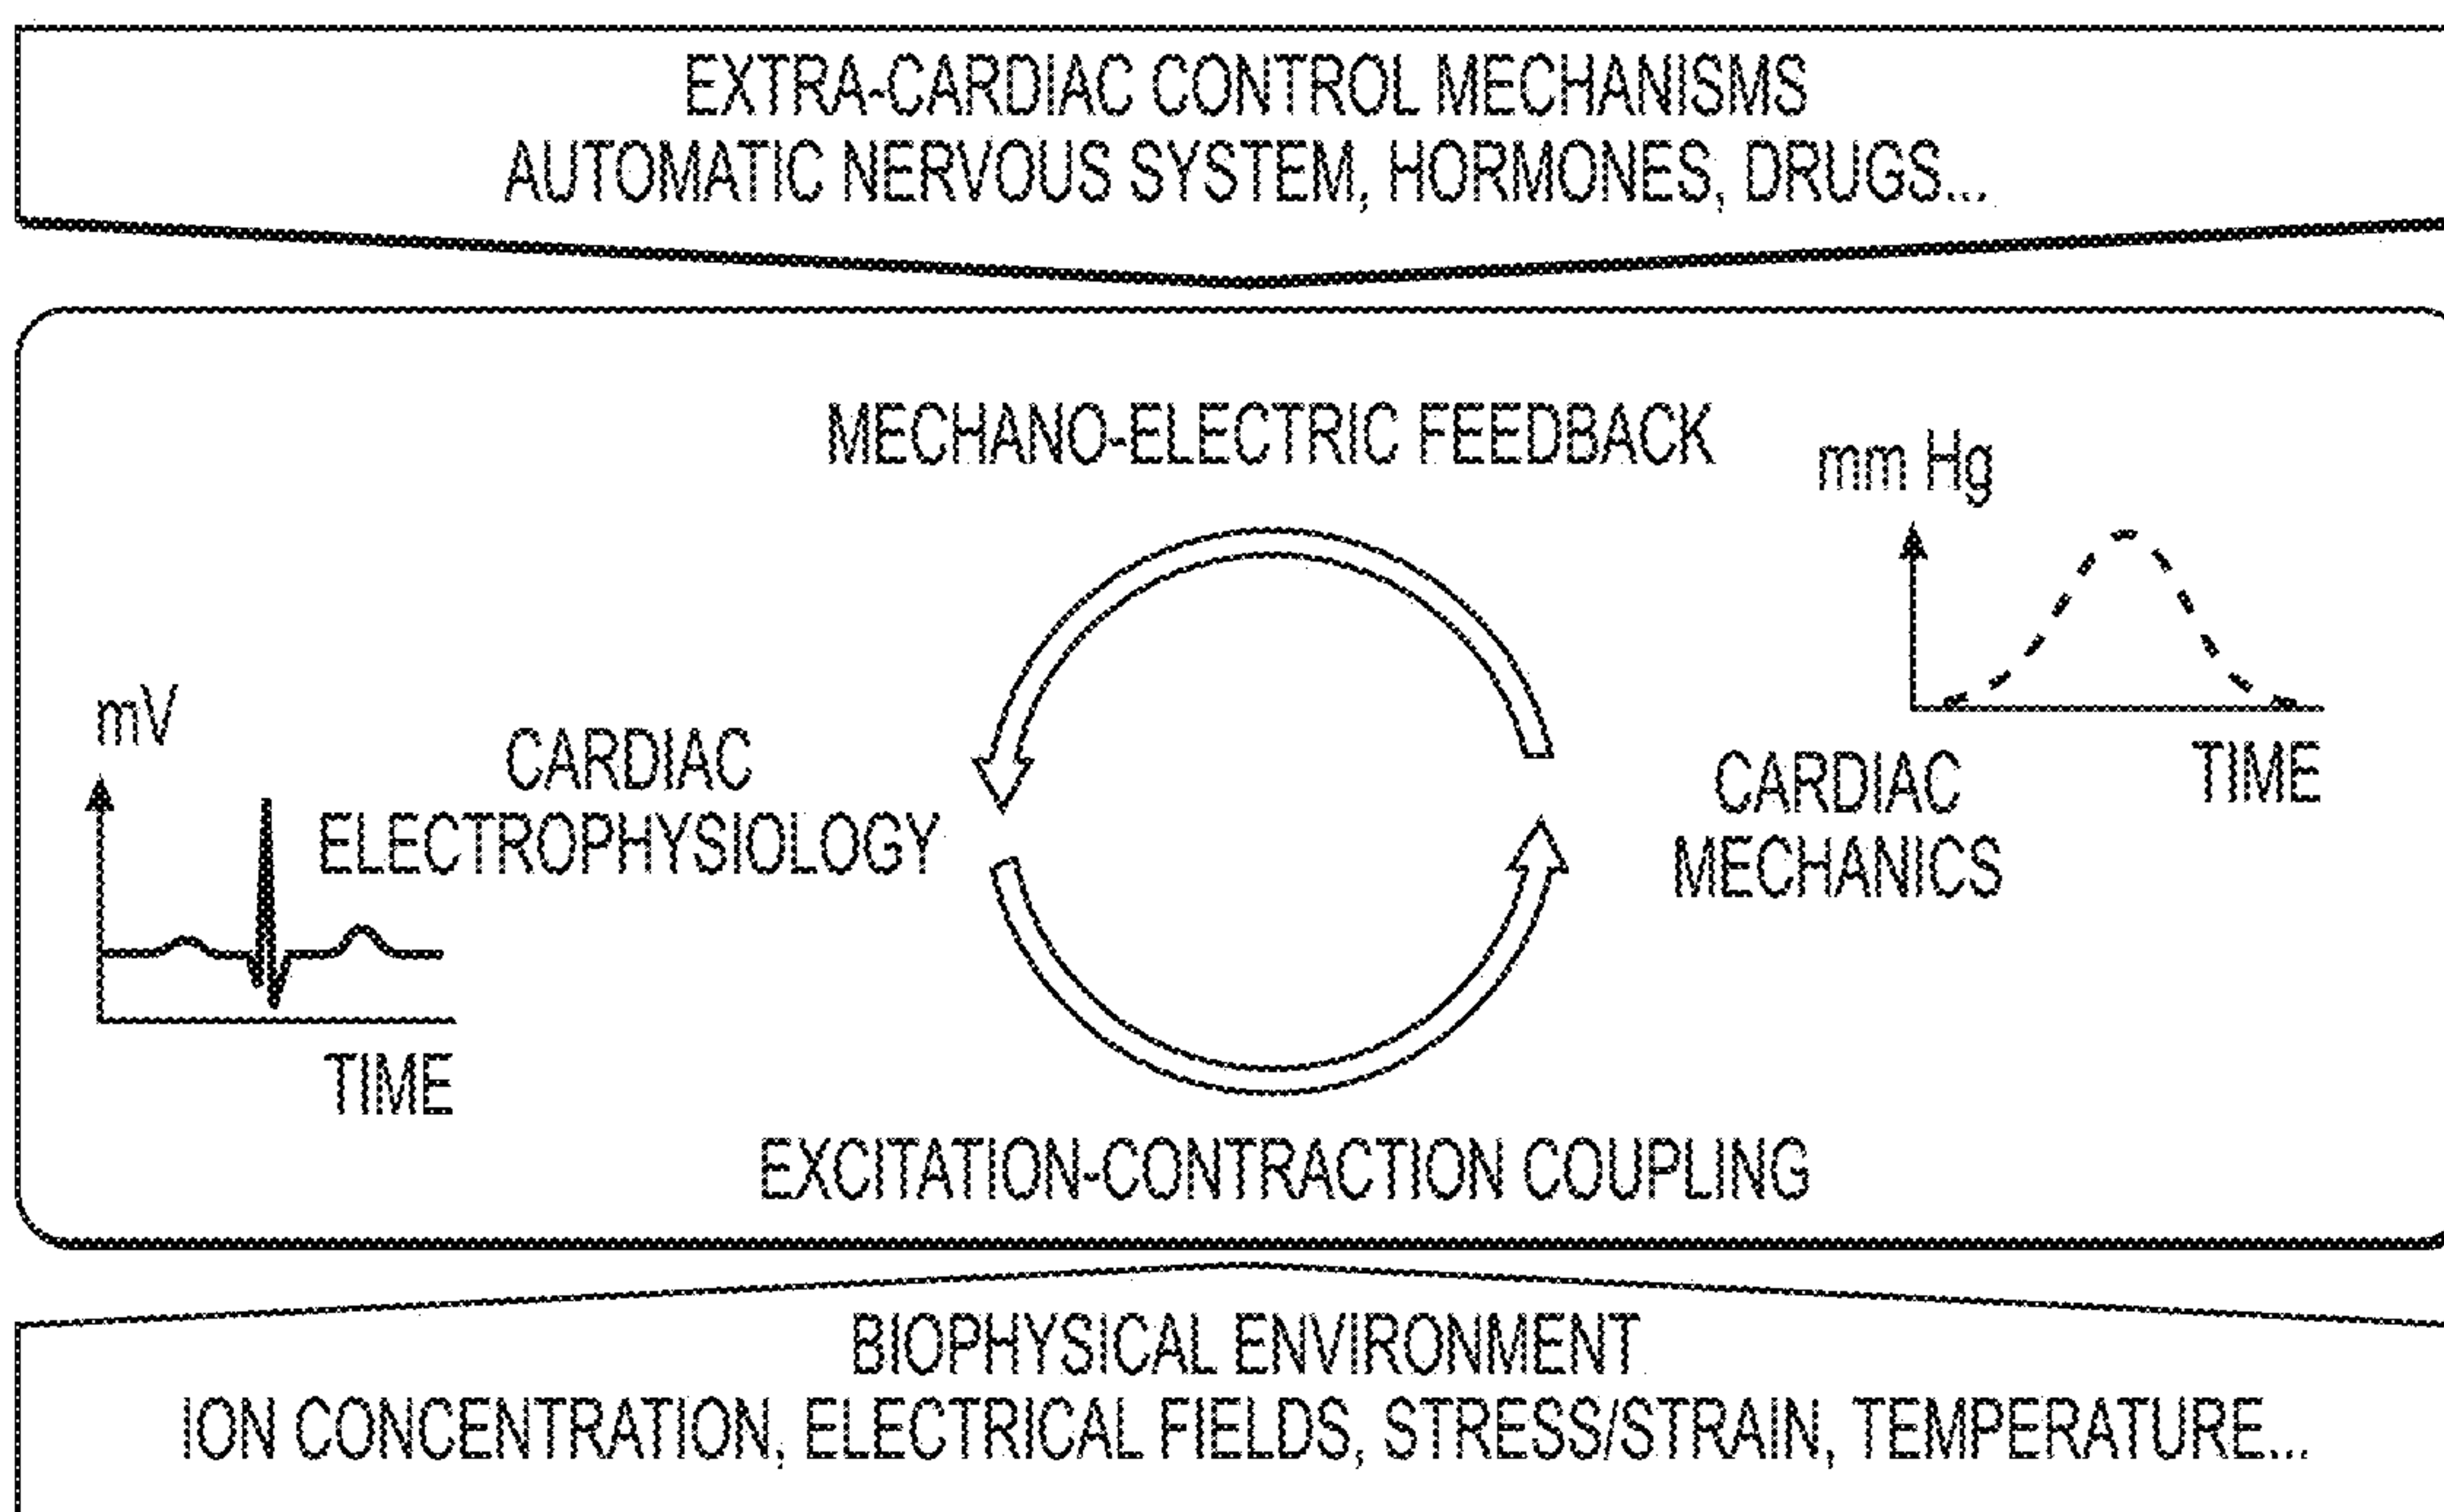 EXTRA-CARDIAC CONTROL MECHANISMS
AUTOMATIC NERVOUS SYSTEM, HORMONES, DRUGS...
MECHANO-ELECTRIC FEEDBACK
mm Hg
TIME
CARDIAC
MECHANICS
mV
CARDIAC
ELECTROPHYSIOLOGY
TIME
EXCITATION-CONTRACTION COUPLING
BIOPHYSICAL ENVIRONMENT
ION CONCENTRATION, ELECTRICAL FIELDS, STRESS/STRAIN, TEMPERATURE...